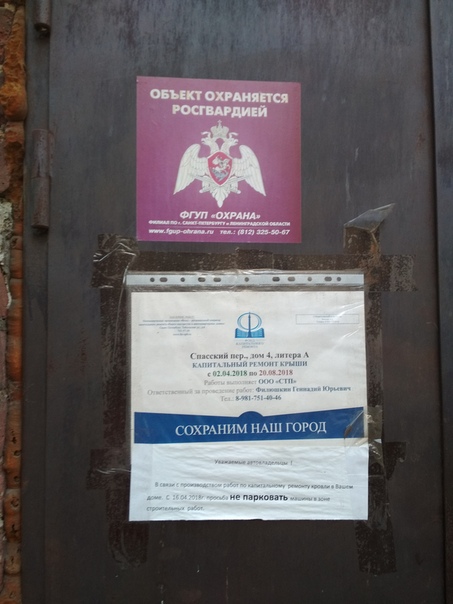 ОБЪЕКТ ОХРАНЯЕТСЯ
РОСГВАРДИЕЙ
ФГУП «ОХРАНА»
ФИЛИАЛ ПО г. САНКТ-ПЕТЕРБУРГУ И ЛЕНИНГРАДСКОЙ ОБЛАСТИ
www.fgup-ohrana.ru тел.: (812) 325-50-67
Спасский пер., дом 4, литера А
КАПИТАЛЬНЫЙ РЕМОНТ КРЫШИ
с 02.04.2018 по 20.08.2018
Работы выполняет ООО «СТП»
Ответственный за проведение работ: Филюшкин Геннадий Юрьевич
Тел.: 8-981-751-40-46
СОХРАНИМ НАШ ГОРОД
Уважаемые автовладельцы !
В связи с производством работ по капитальному ремонту кровли в Вашем
доме. С 16.04.2018г. просьба не парковать машины в зоне
строительных работ.